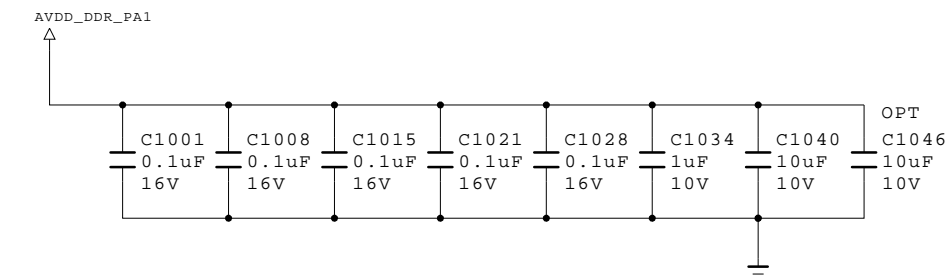 AVDD_DDR_PA1
OPT
C1001 C1008 C1015 C1021 C1028 C1034 C1040 C1046
0.1uF 0.1uF 0.1uF 0.1uF 0.1uF 1uF 10uF 10uF
16V 16V 16V 16V 16V 10V 10V 10V